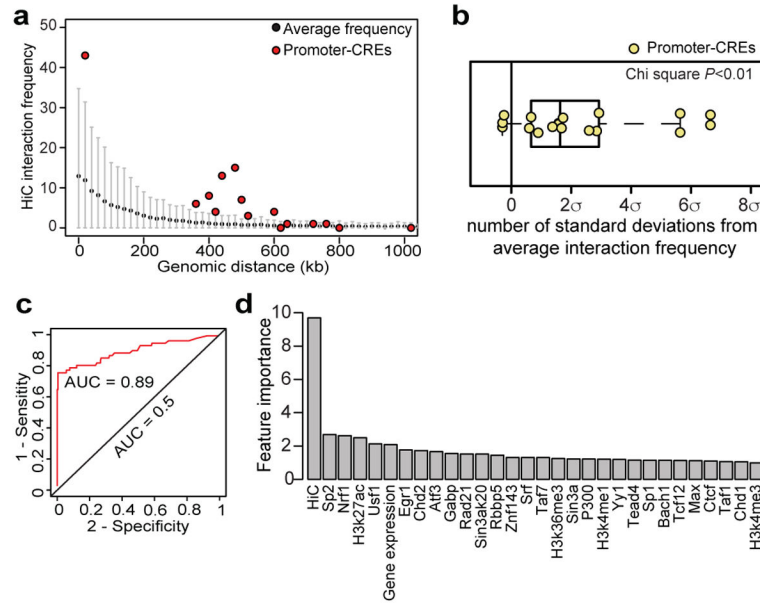 a
50
40
30
20
10
0
HiC interaction frequency
Average frequency
Promoter-CREs
0 200 400 600 800 1000
Genomic distance (kb)
b
Promoter-CREs
Chi square P<0.01
0 2σ 4σ 6σ 8σ
number of standard deviations from
average interaction frequency
c
1 - Sensitity
0 0.2 0.4 0.6 0.8 1
AUC = 0.89
AUC = 0.5
0 0.2 0.4 0.6 0.8 1
2 - Specificity
d
Feature importance
10
8
6
4
2
0
HiC
Sp2
Nrf1
H3k27ac
Usf1
Gene expression
Egr1
Chd2
Atf3
Gabp
Rad21
Sin3ak20
Rbbp5
Znf143
Srf
Taf7
H3k36me3
Sin3a
P300
H3k4me1
Yy1
Tead4
Sp1
Bach1
Tcf12
Max
Ctcf
Taf1
Chd1
H3k4me3